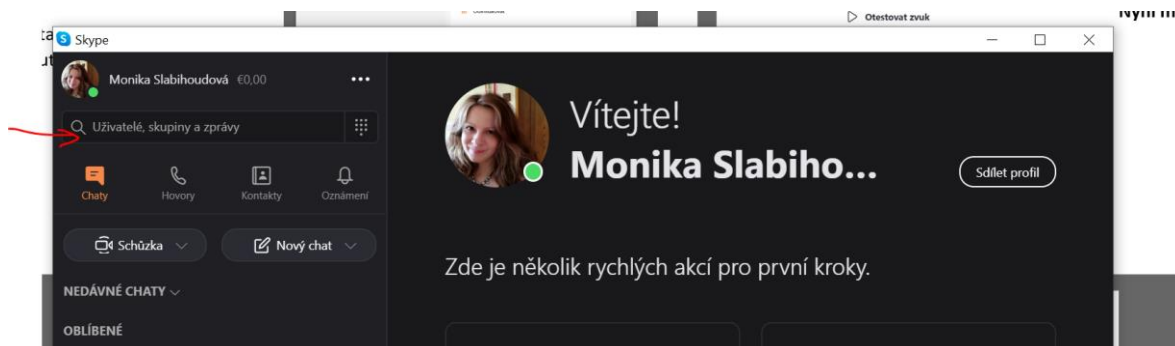 Otestovat zvuk
Skype
Monika Slabihoudová €0,00
Uživatelé, skupiny a zprávy
Chaty Hovory Kontakty Oznámení
Schůzka Nový chat
NEDÁVNÉ CHATY
OBLÍBENÉ
Vítejte!
Monika Slabiho...
Sdílet profil
Zde je několik rychlých akcí pro první kroky.